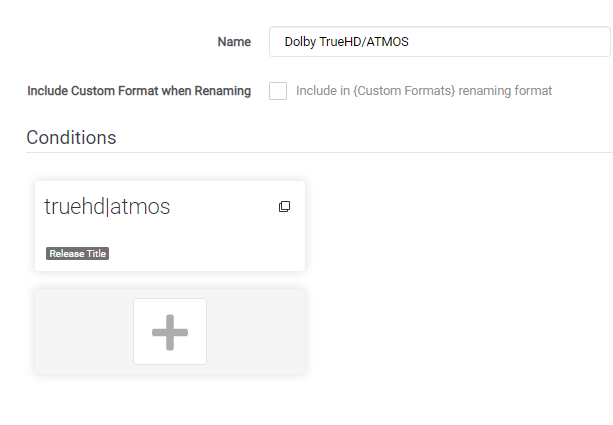 Name Dolby TrueHD/ATMOS
Include Custom Format when Renaming Include in {Custom Formats} renaming format
Conditions
truehd|atmos
Release Title